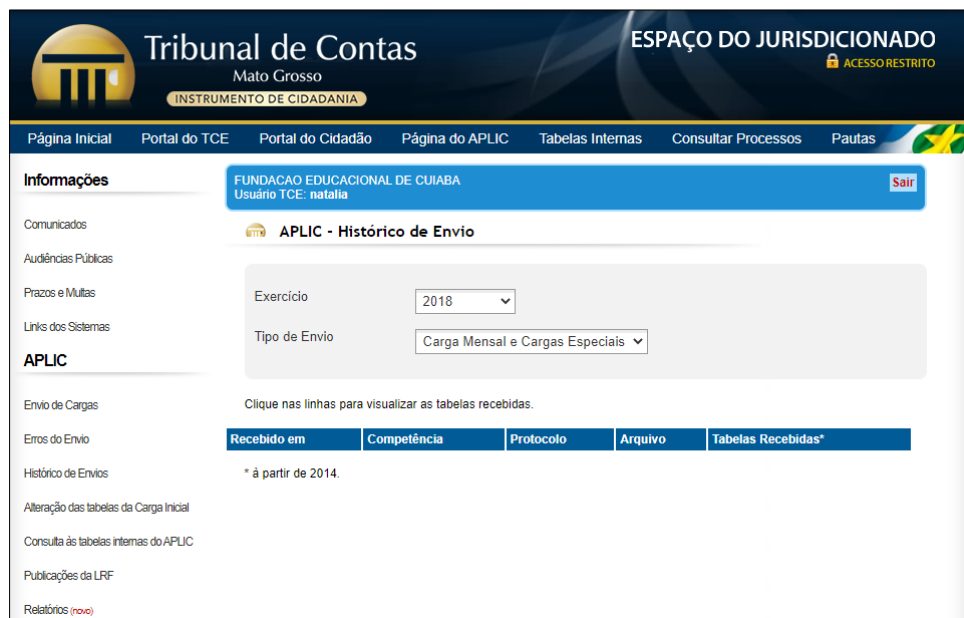 Tribunal de Contas
Mato Grosso
INSTRUMENTO DE CIDADANIA
ESPAÇO DO JURISDICIONADO
ACESSO RESTRITO
Página Inicial Portal do TCE Portal do Cidadão Página do APLIC Tabelas Internas Consultar Processos Pautas
Informações
Comunicados
Audiências Públicas
Prazos e Multas
Links dos Sistemas
APLIC
Envio de Cargas
Erros do Envio
Histórico de Envios
Alteração das tabelas da Carga Inicial
Consulta às tabelas internas do APLIC
Publicações da LRF
Relatórios (novo)
FUNDACAO EDUCACIONAL DE CUIABA
Usuário TCE: natalia
Sair
APLIC - Histórico de Envio
Exercício 2018
Tipo de Envio Carga Mensal e Cargas Especiais
Clique nas linhas para visualizar as tabelas recebidas.
Recebido em Competência Protocolo Arquivo Tabelas Recebidas*
* à partir de 2014.